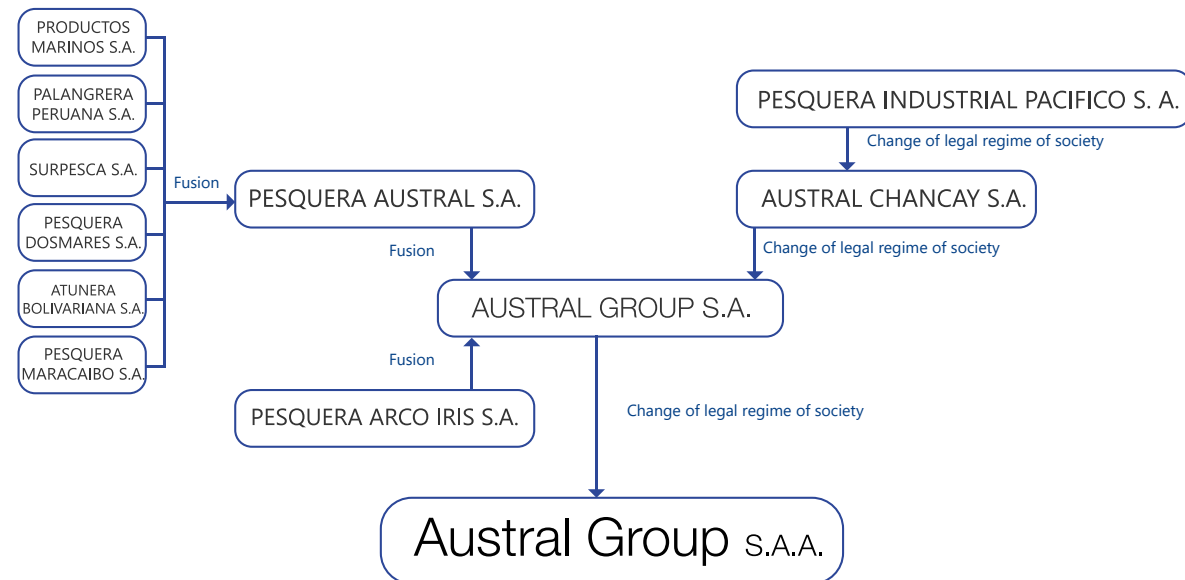 PRODUCTOS
MARINOS S.A.
PALANGRERA
PERUANA S.A.
SURPESCA S.A.
PESQUERA
DOSMARES S.A.
ATUNERA
BOLIVARIANA S.A.
PESQUERA
MARACAIBO S.A.
Fusion
PESQUERA AUSTRAL S.A.
Fusion
PESQUERA INDUSTRIAL PACIFICO S. A.
Change of legal regime of society
AUSTRAL CHANCAY S.A.
Change of legal regime of society
AUSTRAL GROUP S.A.
Fusion
PESQUERA ARCO IRIS S.A.
Change of legal regime of society
Austral Group S.A.A.